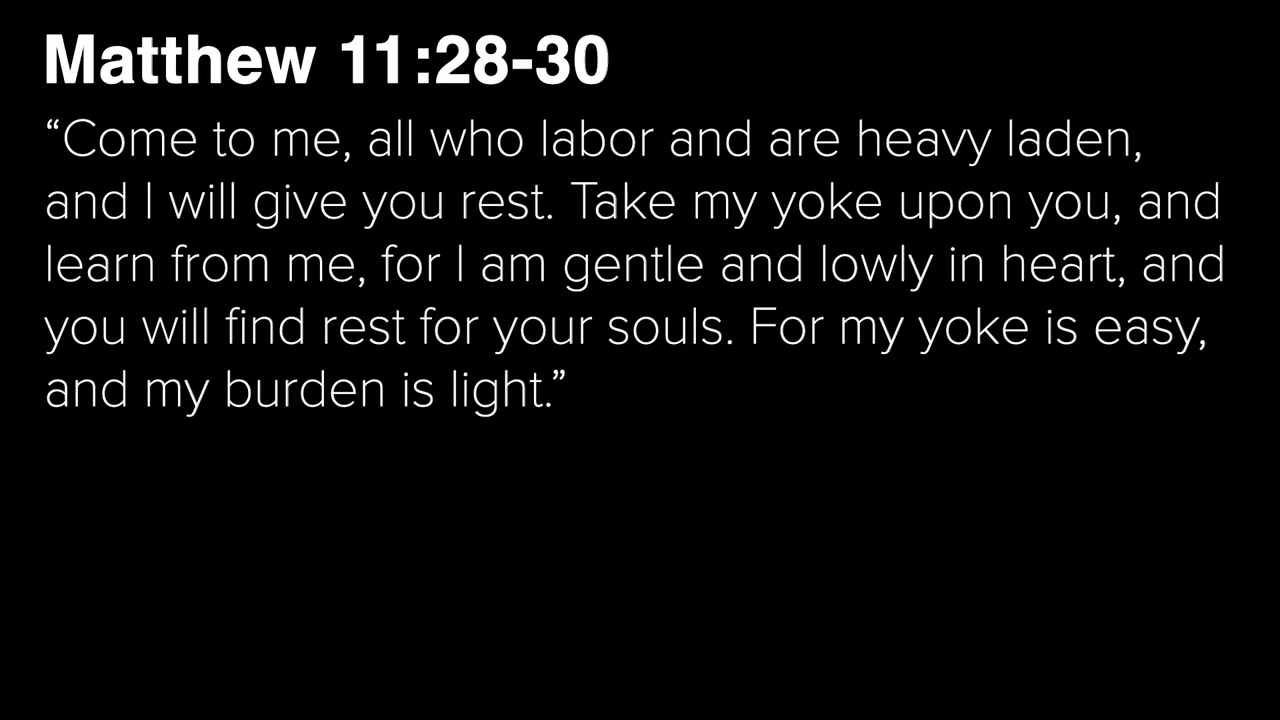 Matthew 11:28-30
“Come to me, all who labor and are heavy laden,
and I will give you rest. Take my yoke upon you, and
learn from me, for I am gentle and lowly in heart, and
you will find rest for your souls. For my yoke is easy,
and my burden is light.”